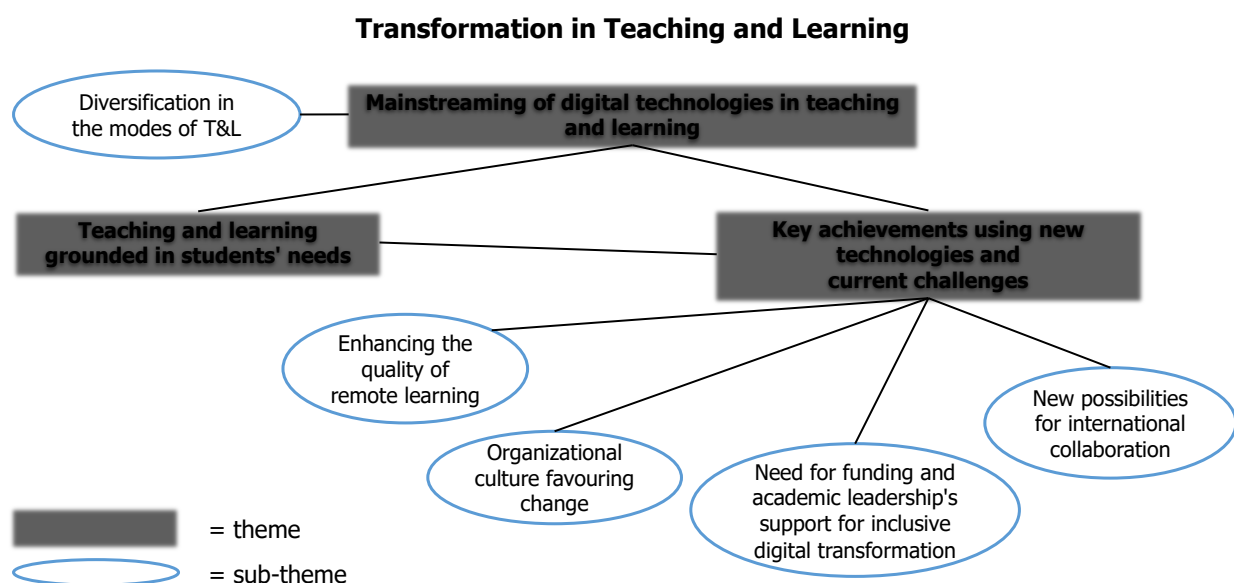 Transformation in Teaching and Learning
Diversification in
the modes of T&L
Mainstreaming of digital technologies in teaching
and learning
Teaching and learning
grounded in students' needs
Key achievements using new
technologies and
current challenges
Enhancing the
quality of
remote learning
Organizational
culture favouring
change
Need for funding and
academic leadership's
support for inclusive
digital transformation
New possibilities
for international
collaboration
= theme
= sub-theme